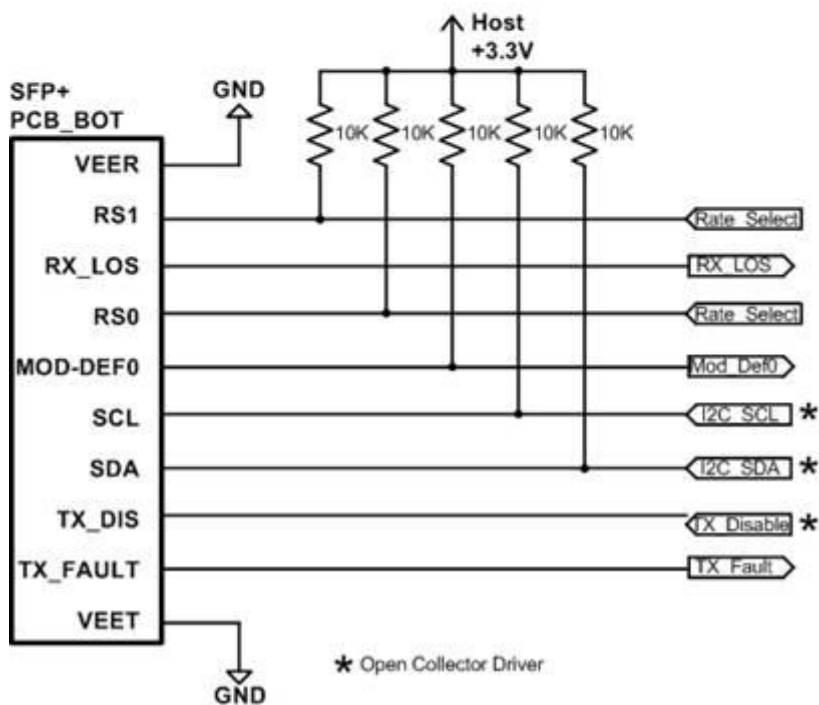 Host
+3.3V
SFP+
PCB_BOT
GND
10K
10K
10K
10K
10K
VEER
RS1
Rate_Select
RX_LOS
RX_LOS
RS0
Rate_Select
MOD-DEF0
Mod_Def0
SCL
I2C_SCL *
SDA
I2C_SDA *
TX_DIS
TX_Disable *
TX_FAULT
TX_Fault
VEET
* Open Collector Driver
GND